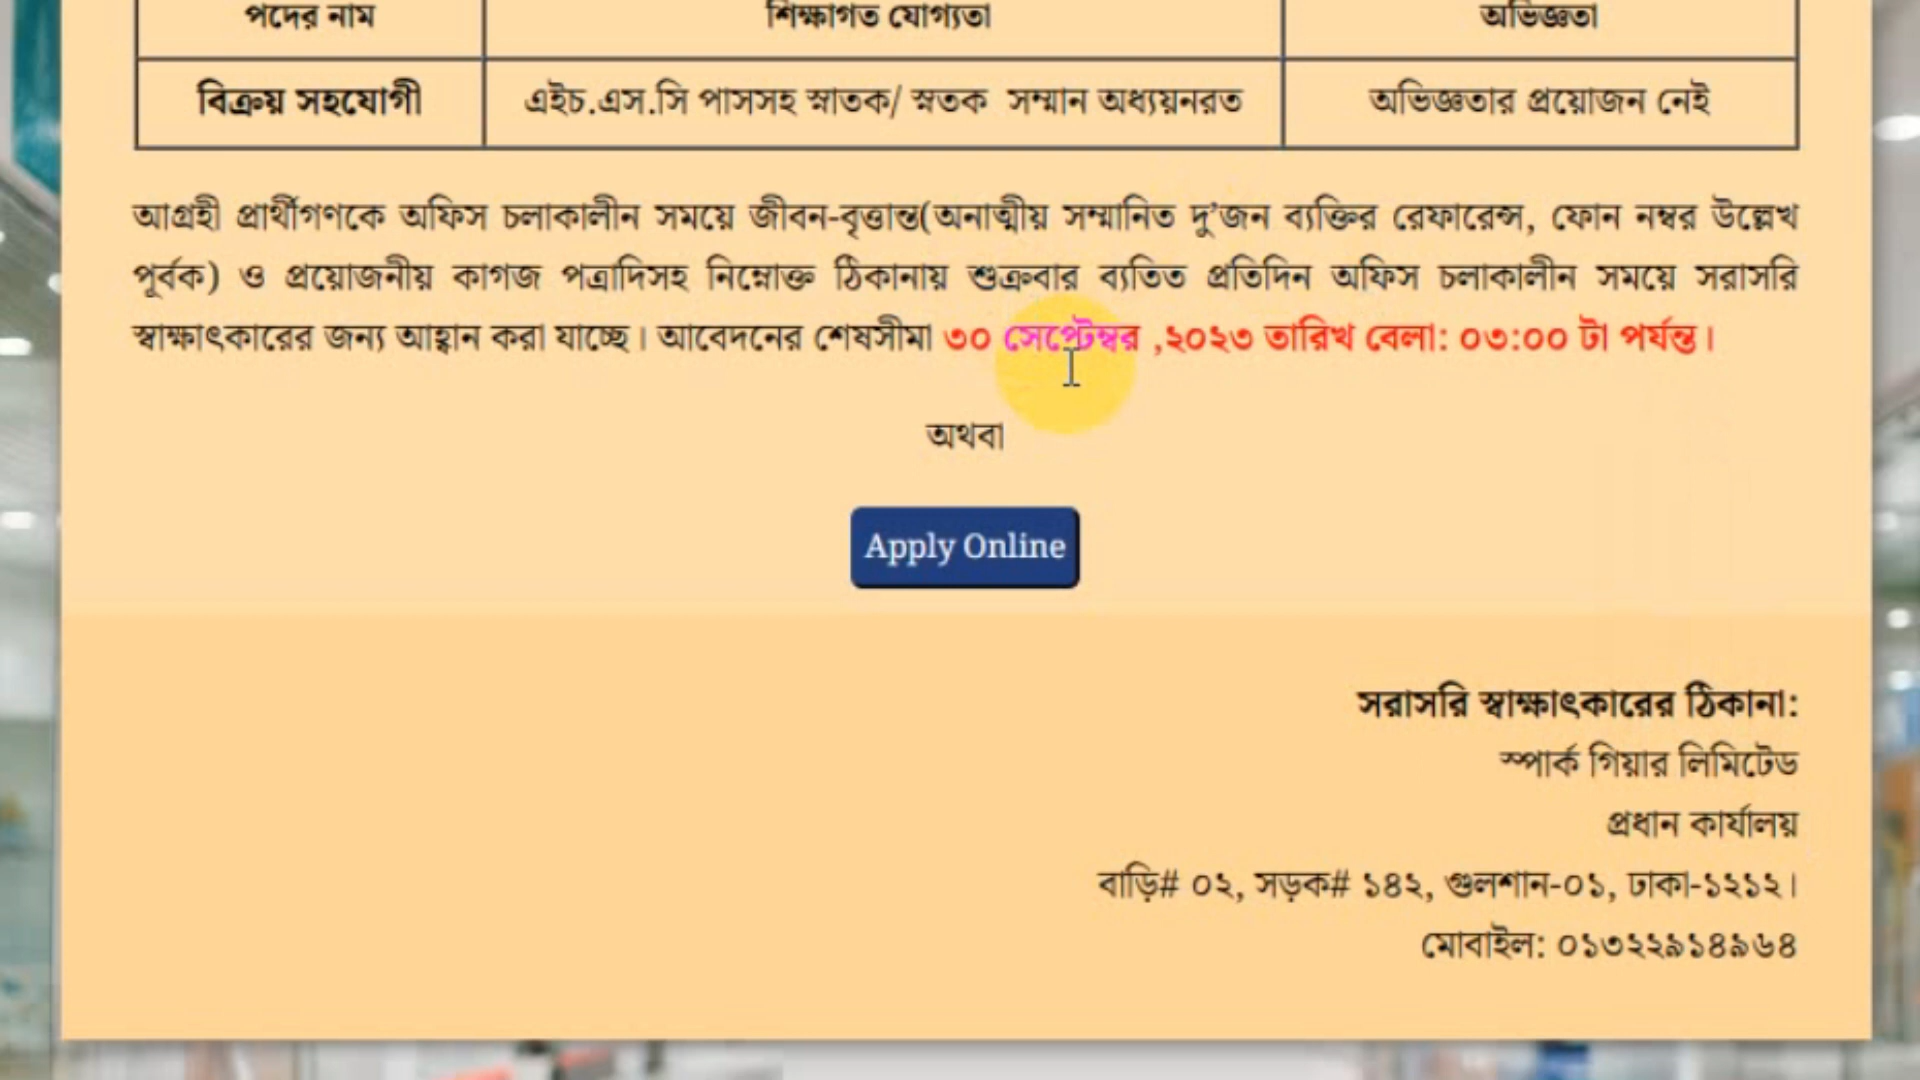 পদের নাম শিক্ষাগত যোগ্যতা অভিজ্ঞতা
বিক্রয় সহযোগী এইচ.এস.সি পাসসহ স্নাতক/ স্নতক সম্মান অধ্যয়নরত অভিজ্ঞতার প্রয়োজন নেই
আগ্রহী প্রার্থীগণকে অফিস চলাকালীন সময়ে জীবন-বৃত্তান্ত(অনাত্মীয় সম্মানিত দু’জন ব্যক্তির রেফারেন্স, ফোন নম্বর উল্লেখ
পূর্বক) ও প্রয়োজনীয় কাগজ পত্রাদিসহ নিম্নোক্ত ঠিকানায় শুক্রবার ব্যতিত প্রতিদিন অফিস চলাকালীন সময়ে সরাসরি
স্বাক্ষাৎকারের জন্য আহ্বান করা যাচ্ছে। আবেদনের শেষসীমা ৩০ সেপ্টেম্বর ,২০২৩ তারিখ বেলা: ০৩:০০ টা পর্যন্ত।
অথবা
Apply Online
সরাসরি স্বাক্ষাৎকারের ঠিকানা:
স্পার্ক গিয়ার লিমিটেড
প্রধান কার্যালয়
বাড়ি# ০২, সড়ক# ১৪২, গুলশান-০১, ঢাকা-১২১২।
মোবাইল: ০১৩২২৯১৪৯৬৪